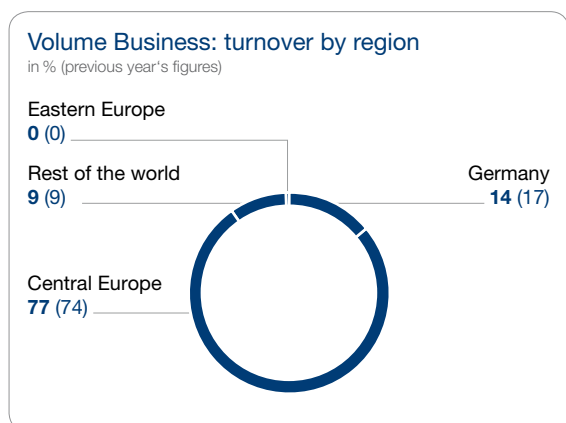 Volume Business: turnover by region
in % (previous year‘s figures)
Eastern Europe
0 (0)
Rest of the world
9 (9)
Germany
14 (17)
Central Europe
77 (74)